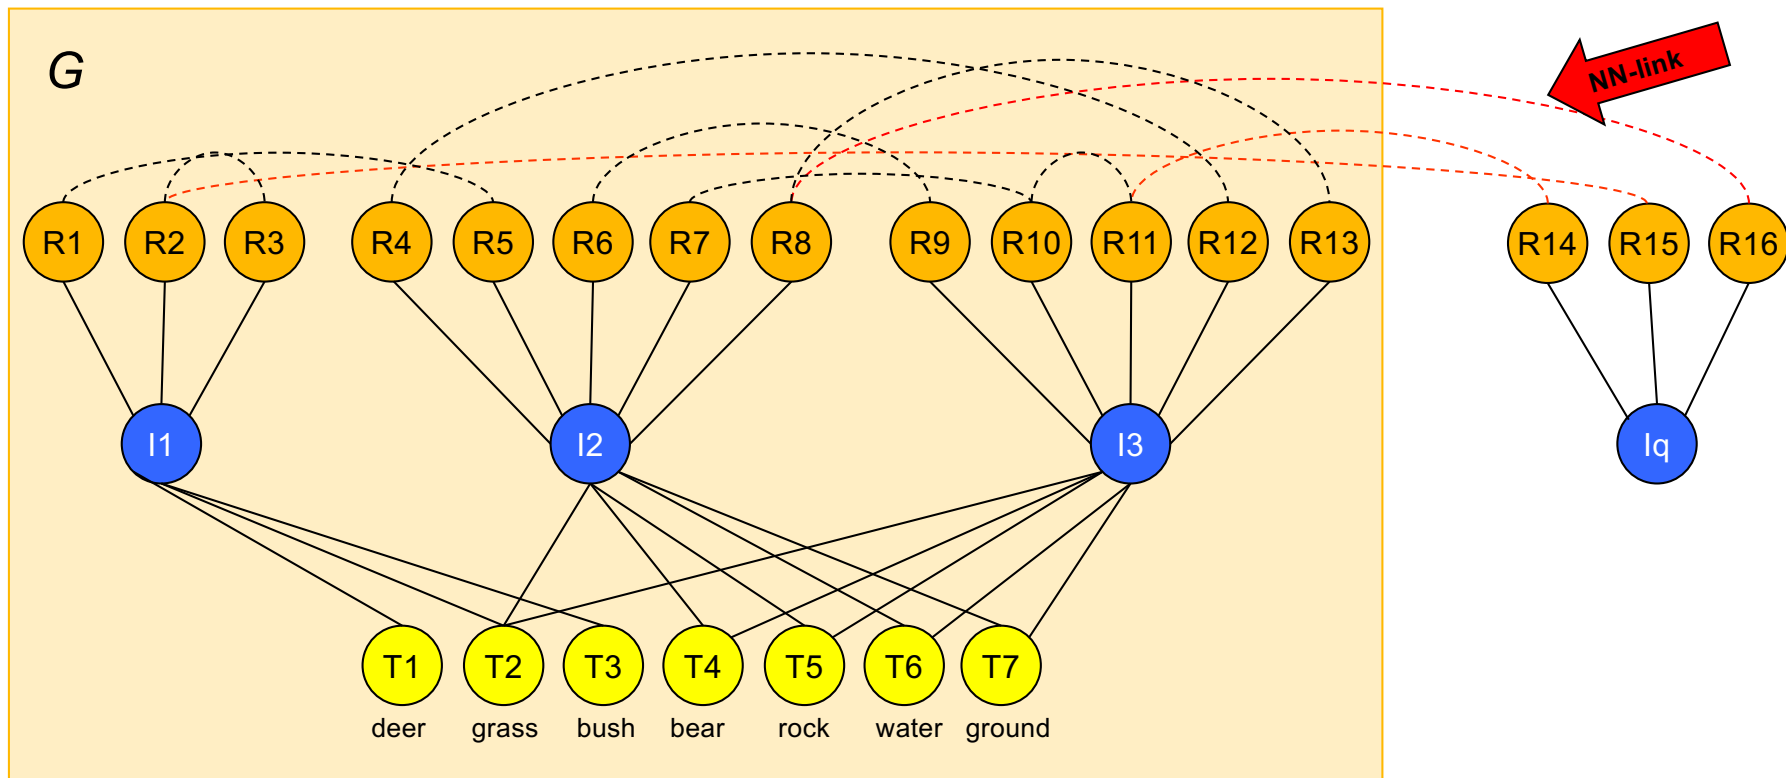 G
NN-link
R1 R2 R3 R4 R5 R6 R7 R8 R9 R10 R11 R12 R13 R14 R15 R16
I1 I2 I3 Iq
T1 T2 T3 T4 T5 T6 T7
deer grass bush bear rock water ground